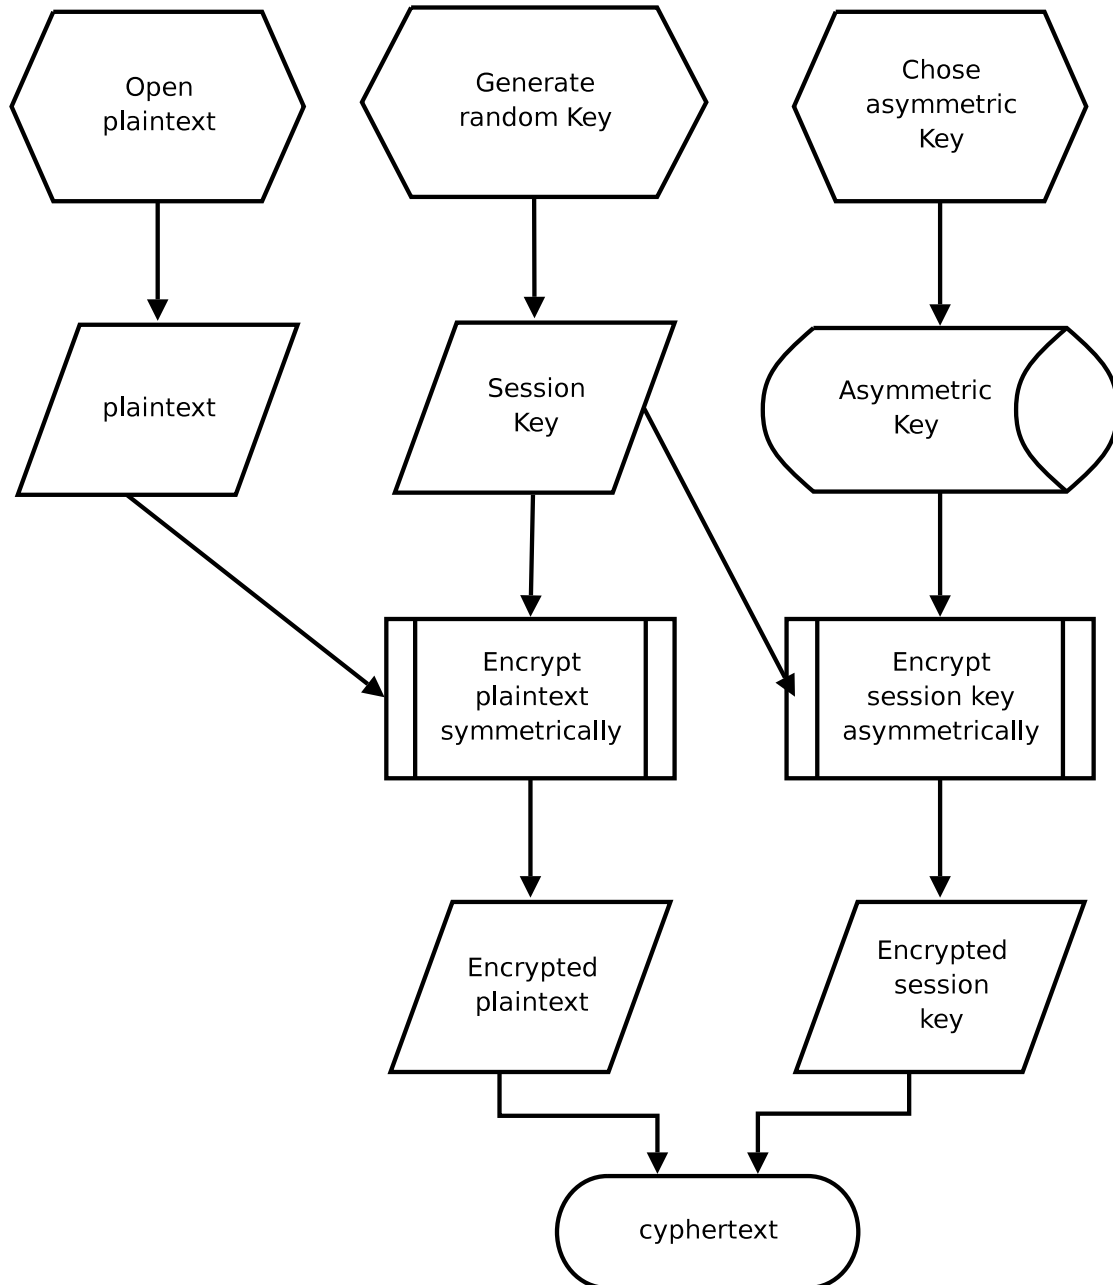 Open
plaintext
Generate
random Key
Chose
asymmetric
Key
plaintext
Session
Key
Asymmetric
Key
Encrypt
plaintext
symmetrically
Encrypt
session key
asymmetrically
Encrypted
plaintext
Encrypted
session
key
cyphertext